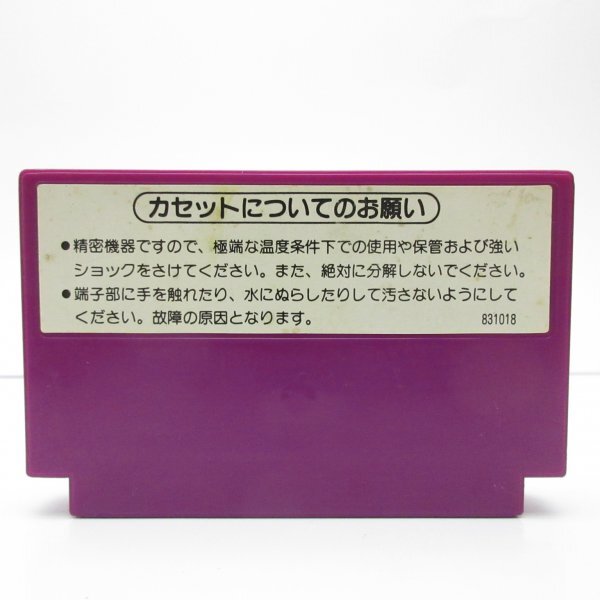 カセットについてのお願い
●精密機器ですので、極端な温度条件下での使用や保管および強い
ショックをさけてください。また、絶対に分解しないでください。
●端子部に手を触れたり、水にぬらしたりして汚さないようにして
ください。故障の原因となります。
831018